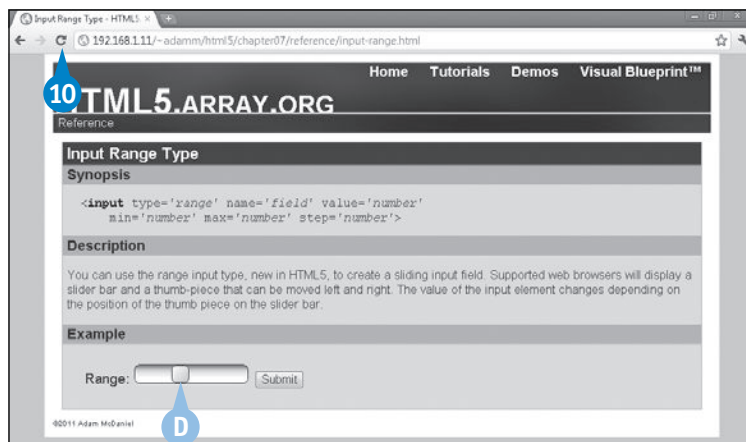 Input Range Type - HTML5
192.168.1.11/~adamm/html5/chapter07/reference/input-range.html
10
Home Tutorials Demos Visual Blueprint™
HTML5.ARRAY.ORG
Reference
Input Range Type
Synopsis
<input type='range' name='field' value='number'
min='number' max='number' step='number'>
Description
You can use the range input type, new in HTML5, to create a sliding input field. Supported web browsers will display a
slider bar and a thumb-piece that can be moved left and right. The value of the input element changes depending on
the position of the thumb piece on the slider bar.
Example
Range: Submit
D
©2011 Adam McDaniel